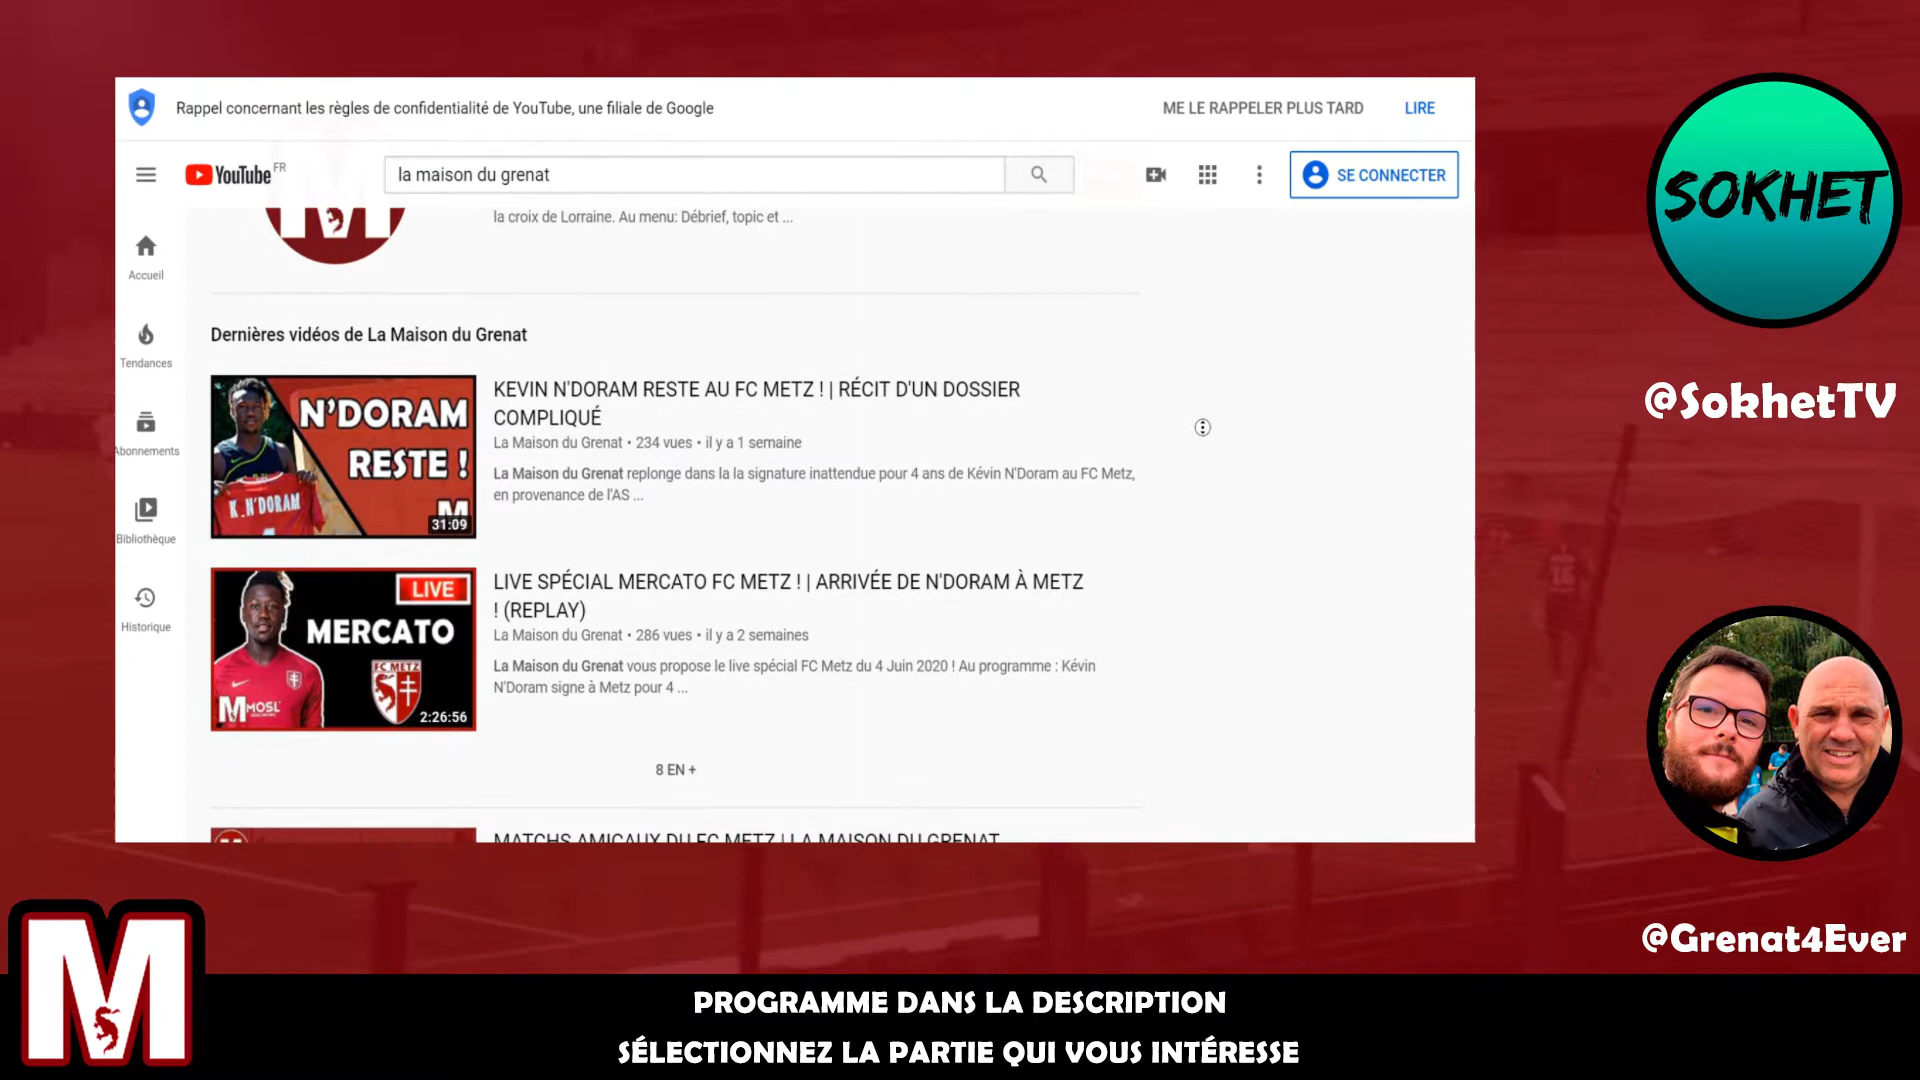 Rappel concernant les règles de confidentialité de YouTube, une filiale de Google
ME LE RAPPELER PLUS TARD
LIRE
YouTube FR
la maison du grenat
SE CONNECTER
la croix de Lorraine. Au menu: Débrief, topic et ...
Accueil
Tendances
Abonnements
Bibliothèque
Historique
Dernières vidéos de La Maison du Grenat
N'DORAM
RESTE !
K. N'DORAM
M
31:09
KEVIN N'DORAM RESTE AU FC METZ ! | RÉCIT D'UN DOSSIER
COMPLIQUÉ
La Maison du Grenat • 234 vues • il y a 1 semaine
La Maison du Grenat replonge dans la la signature inattendue pour 4 ans de Kévin N'Doram au FC Metz,
en provenance de l'AS ...
LIVE
MERCATO
FC METZ
M MOSL
2:26:56
LIVE SPÉCIAL MERCATO FC METZ ! | ARRIVÉE DE N'DORAM À METZ
! (REPLAY)
La Maison du Grenat • 286 vues • il y a 2 semaines
La Maison du Grenat vous propose le live spécial FC Metz du 4 Juin 2020 ! Au programme : Kévin
N'Doram signe à Metz pour 4 ...
8 EN +
MATCHS AMICAUX DU FC METZ | LA MAISON DU GRENAT
SOKHET
@SokhetTV
@Grenat4Ever
M
PROGRAMME DANS LA DESCRIPTION
SÉLECTIONNEZ LA PARTIE QUI VOUS INTÉRESSE